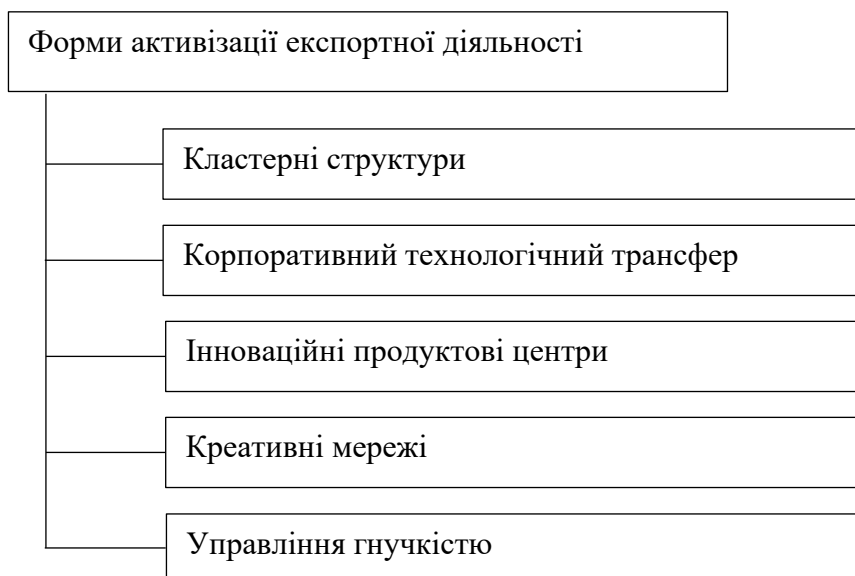 Форми активізації експортної діяльності
Кластерні структури
Корпоративний технологічний трансфер
Інноваційні продуктові центри
Креативні мережі
Управління гнучкістю